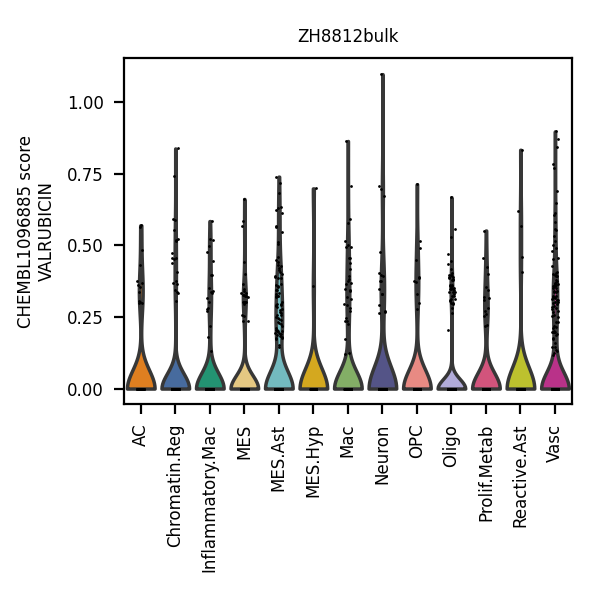 ZH8812bulk
CHEMBL1096885 score
VALRUBICIN
1.00
0.75
0.50
0.25
0.00
AC
Chromatin.Reg
Inflammatory.Mac
MES
MES.Ast
MES.Hyp
Mac
Neuron
OPC
Oligo
Prolif.Metab
Reactive.Ast
Vasc